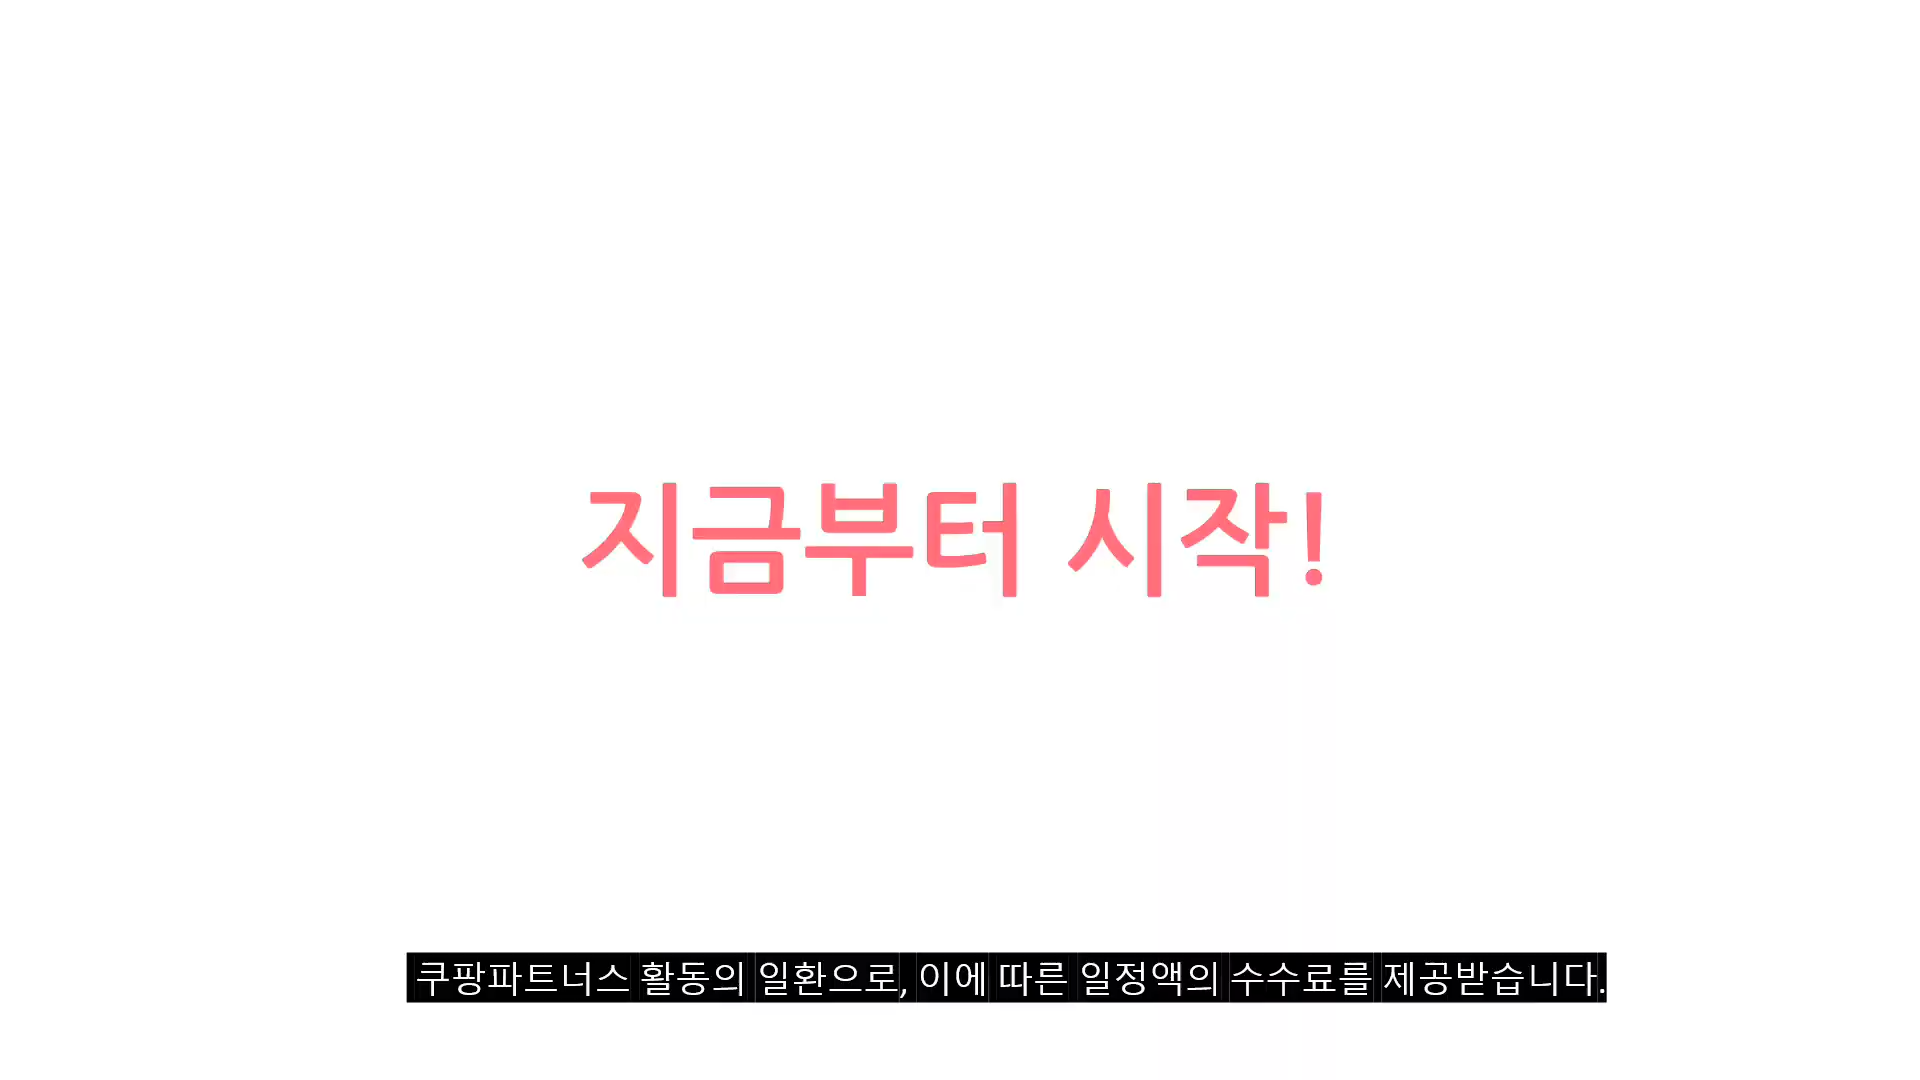 지금부터 시작!
쿠팡파트너스 활동의 일환으로, 이에 따른 일정액의 수수료를 제공받습니다.